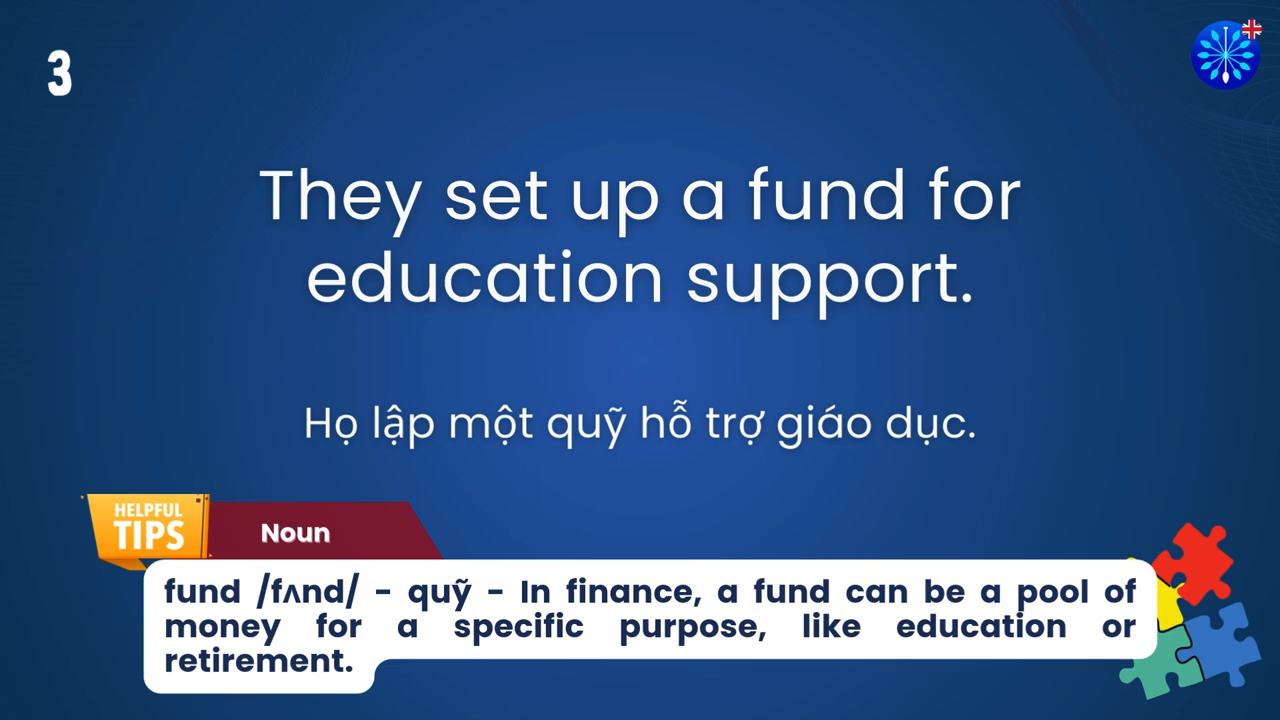 3
They set up a fund for
education support.
Họ lập một quỹ hỗ trợ giáo dục.
HELPFUL
TIPS
Noun
fund /fʌnd/ - quỹ - In finance, a fund can be a pool of
money for a specific purpose, like education or
retirement.